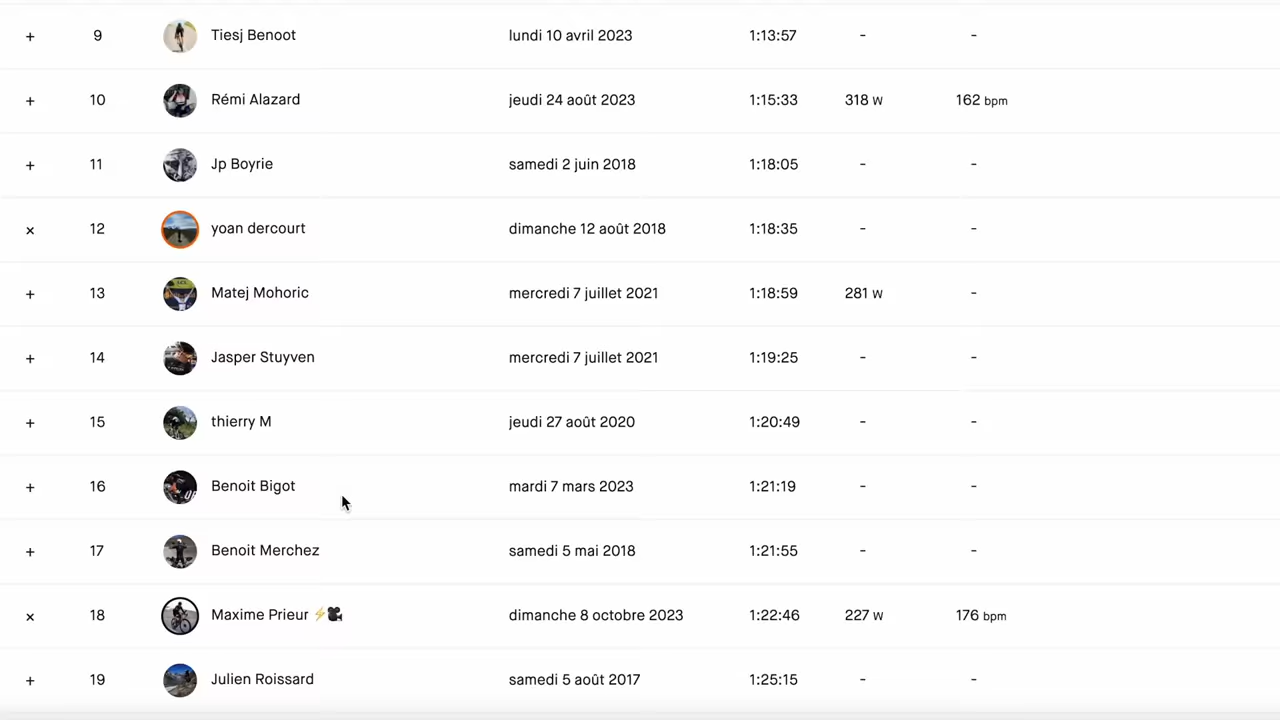 + 9 Tiesj Benoot lundi 10 avril 2023 1:13:57 - -
+ 10 Rémi Alazard jeudi 24 août 2023 1:15:33 318 W 162 bpm
+ 11 Jp Boyrie samedi 2 juin 2018 1:18:05 - -
× 12 yoan dercourt dimanche 12 août 2018 1:18:35 - -
+ 13 Matej Mohoric mercredi 7 juillet 2021 1:18:59 281 W -
+ 14 Jasper Stuyven mercredi 7 juillet 2021 1:19:25 - -
+ 15 thierry M jeudi 27 août 2020 1:20:49 - -
+ 16 Benoit Bigot mardi 7 mars 2023 1:21:19 - -
+ 17 Benoit Merchez samedi 5 mai 2018 1:21:55 - -
× 18 Maxime Prieur ⚡🎥 dimanche 8 octobre 2023 1:22:46 227 W 176 bpm
+ 19 Julien Roissard samedi 5 août 2017 1:25:15 - -